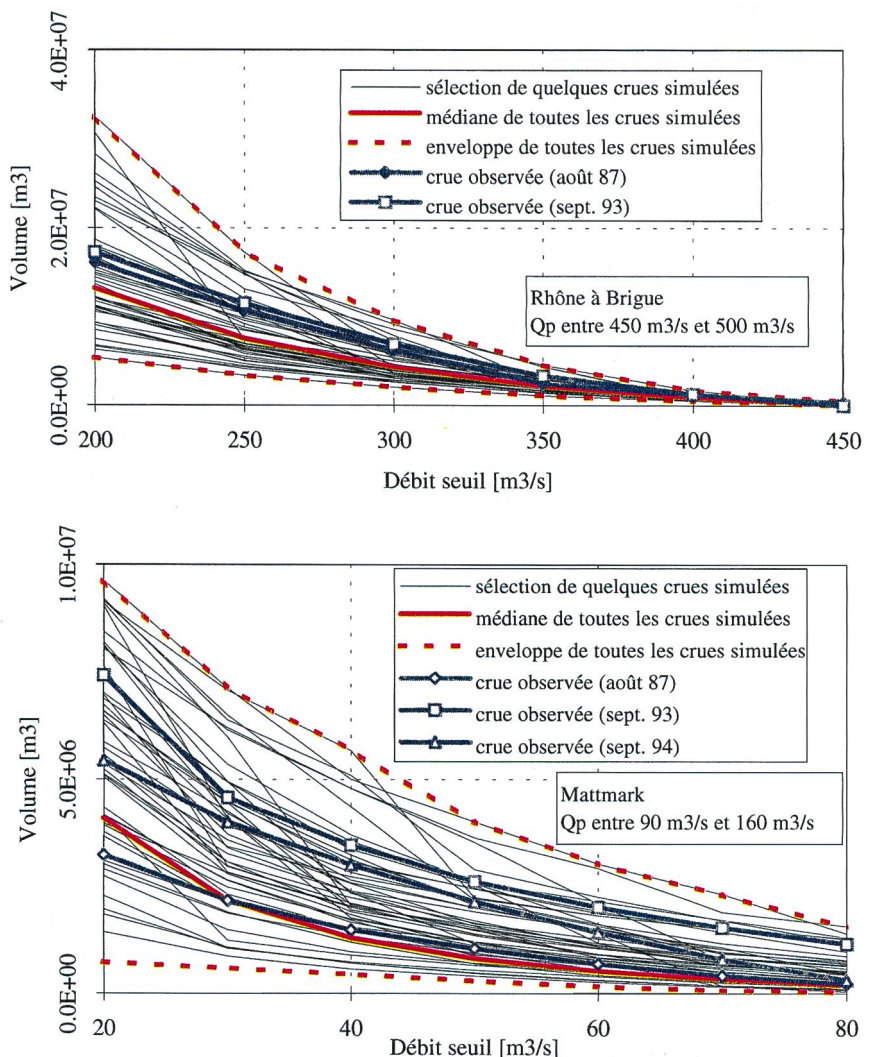 4.0E+07
2.0E+07
0.0E+00
Volume [m3]
sélection de quelques crues simulées
médiane de toutes les crues simulées
enveloppe de toutes les crues simulées
crue observée (août 87)
crue observée (sept. 93)
Rhône à Brigue
Qp entre 450 m3/s et 500 m3/s
200 250 300 350 400 450
Débit seuil [m3/s]
1.0E+07
5.0E+06
0.0E+00
Volume [m3]
sélection de quelques crues simulées
médiane de toutes les crues simulées
enveloppe de toutes les crues simulées
crue observée (août 87)
crue observée (sept. 93)
crue observée (sept. 94)
Mattmark
Qp entre 90 m3/s et 160 m3/s
20 40 60 80
Débit seuil [m3/s]